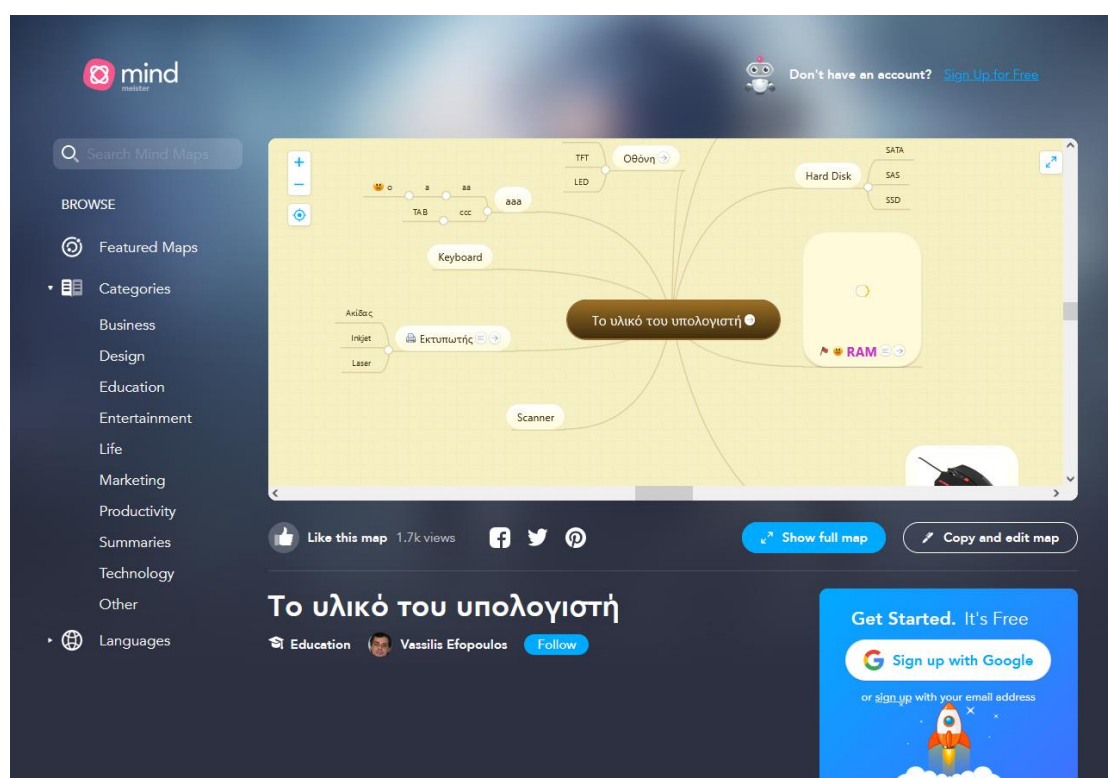 mind
meister
Don't have an account? Sign Up for Free
Search Mind Maps
BROWSE
Featured Maps
Categories
Business
Design
Education
Entertainment
Life
Marketing
Productivity
Summaries
Technology
Other
Languages
TFT
LED
Οθόνη
SATA
SAS
SSD
Hard Disk
o a aa
TAB ccc
aaa
Keyboard
Ακίδας
Inkjet
Laser
Εκτυπωτής
Το υλικό του υπολογιστή
RAM
Scanner
Like this map 1.7k views
Show full map
Copy and edit map
Το υλικό του υπολογιστή
Education Vassilis Efopoulos Follow
Get Started. It's Free
Sign up with Google
or sign up with your email address